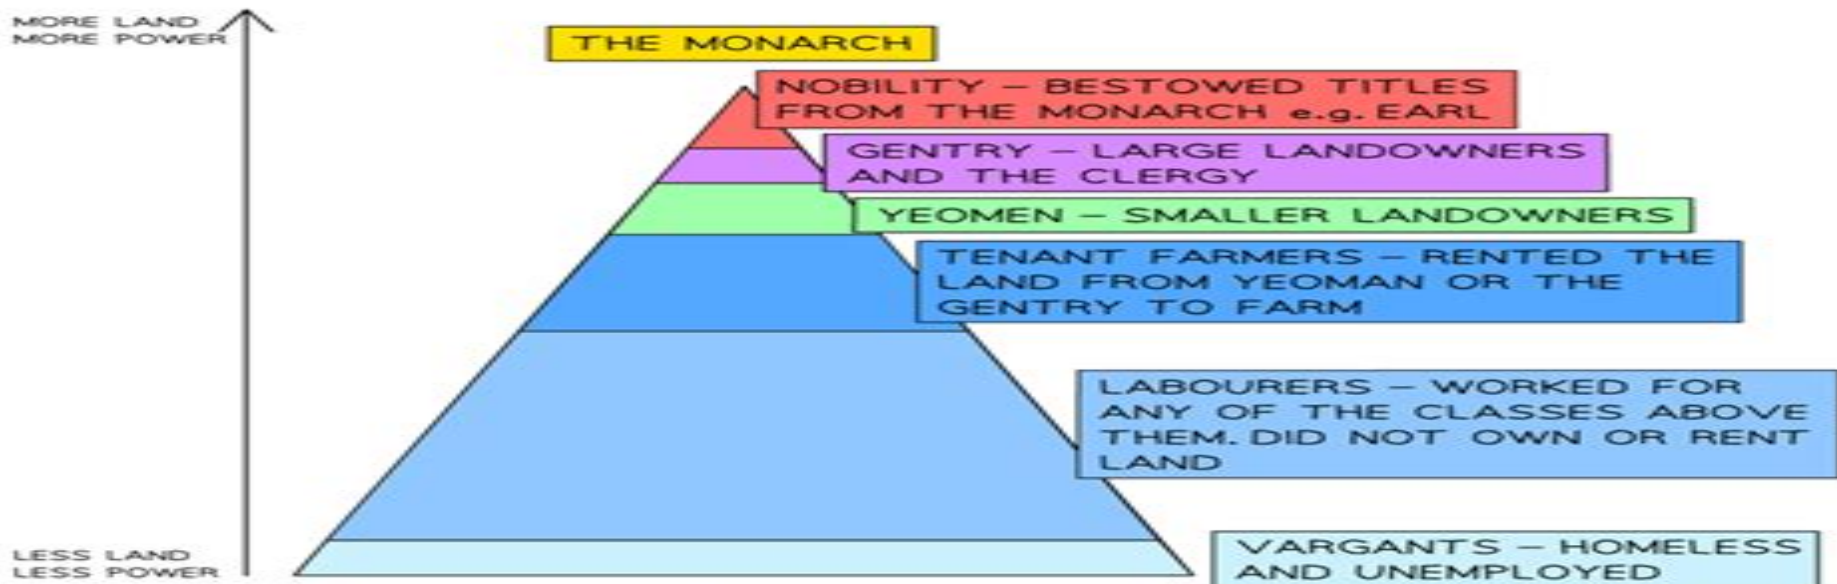 MORE LAND
MORE POWER
THE MONARCH
NOBILITY – BESTOWED TITLES
FROM THE MONARCH e.g. EARL
GENTRY – LARGE LANDOWNERS
AND THE CLERGY
YEOMEN – SMALLER LANDOWNERS
TENANT FARMERS – RENTED THE
LAND FROM YEOMAN OR THE
GENTRY TO FARM
LABOURERS – WORKED FOR
ANY OF THE CLASSES ABOVE
THEM. DID NOT OWN OR RENT
LAND
LESS LAND
LESS POWER
VARGANTS – HOMELESS
AND UNEMPLOYED